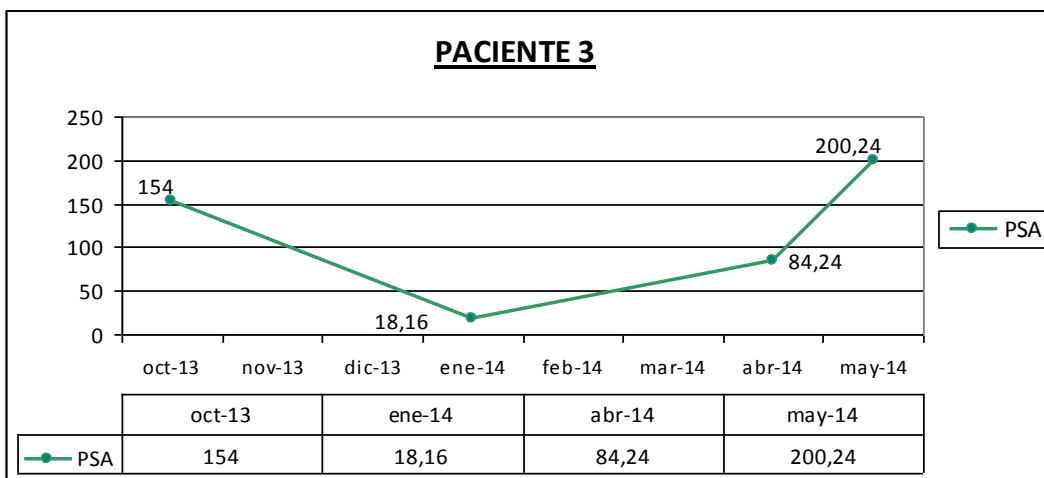 PACIENTE 3
250
200
150
100
50
0
154
18,16
84,24
200,24
PSA
oct-13 nov-13 dic-13 ene-14 feb-14 mar-14 abr-14 may-14
oct-13 ene-14 abr-14 may-14
PSA 154 18,16 84,24 200,24